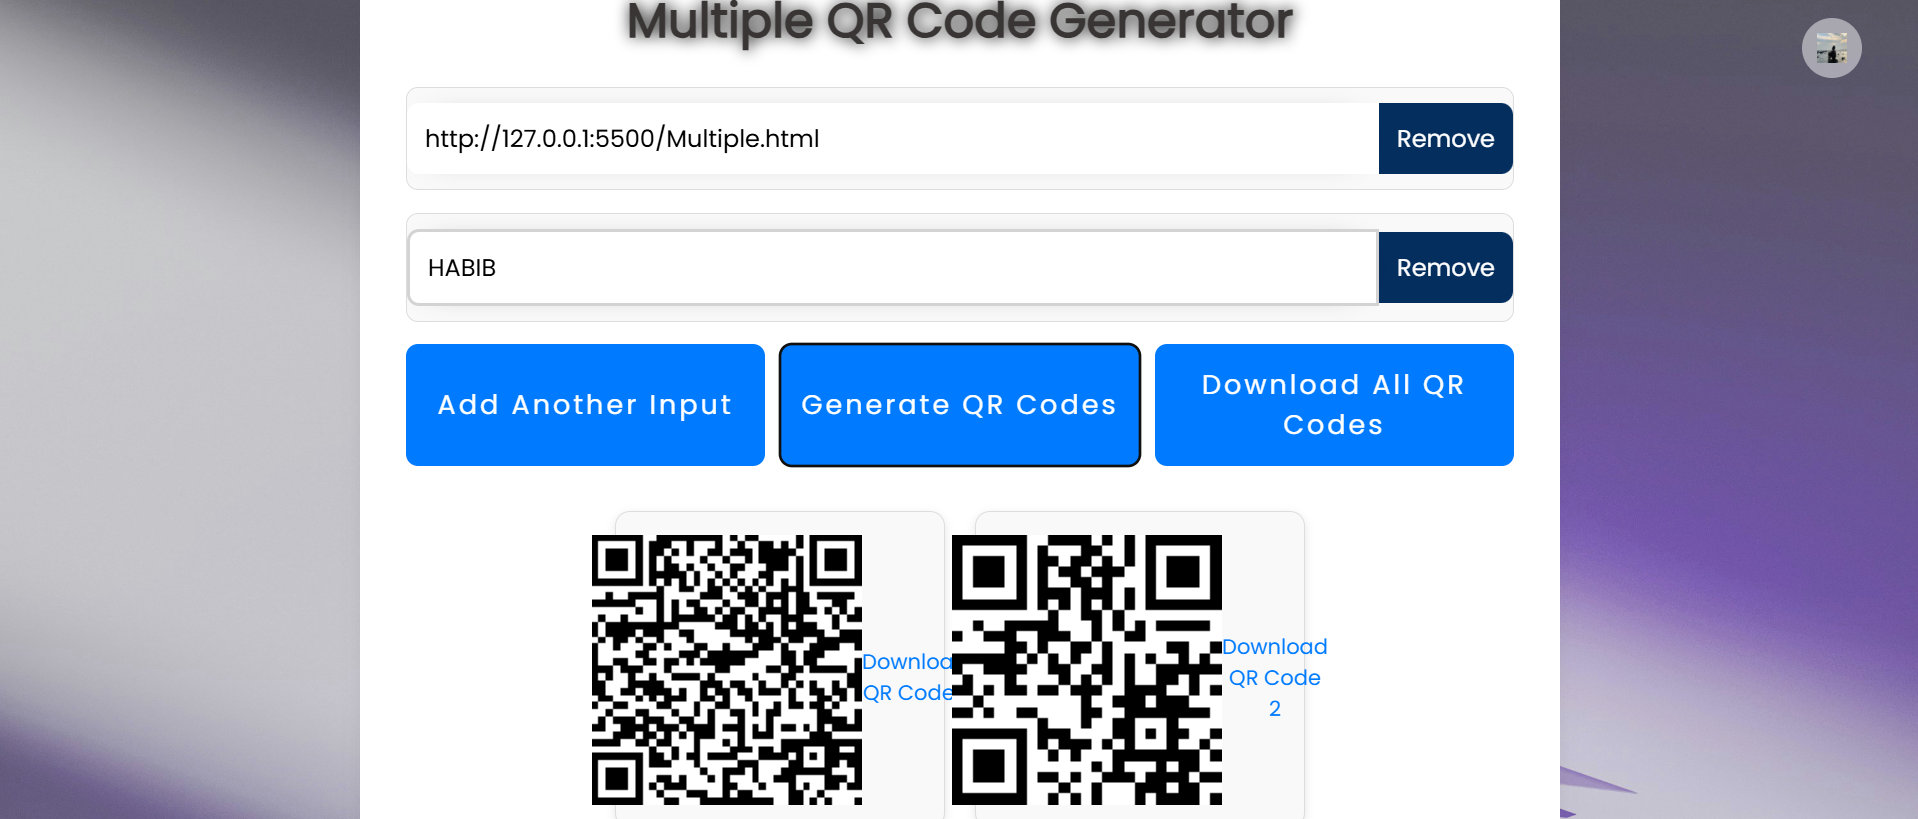 Multiple QR Code Generator
http://127.0.0.1:5500/Multiple.html
Remove
HABIB
Remove
Add Another Input
Generate QR Codes
Download All QR
Codes
Downloa
QR Code
Download
QR Code
2